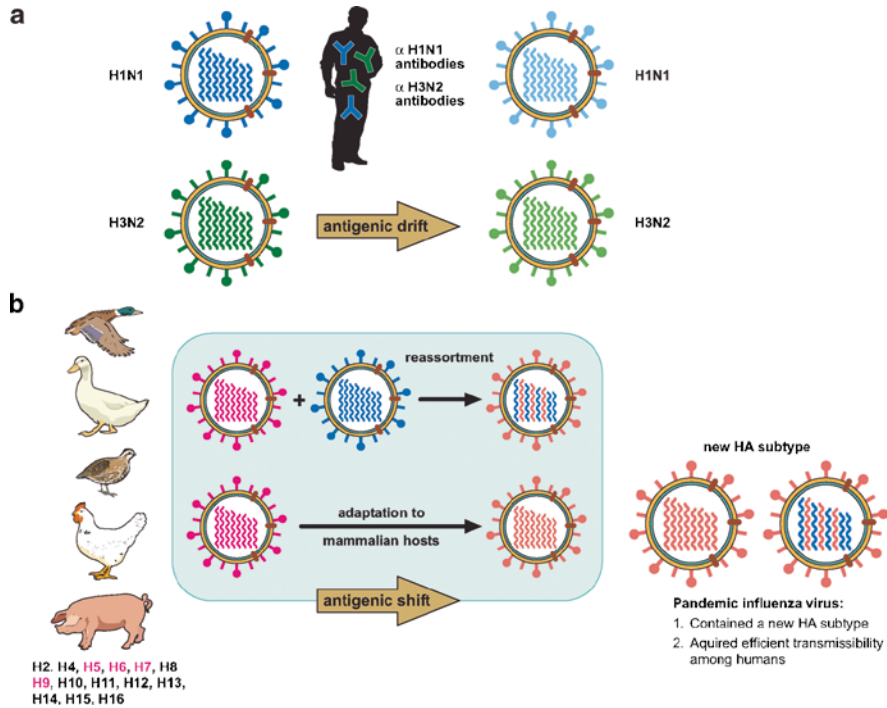 a
H1N1
α H1N1
antibodies
α H3N2
antibodies
H1N1
H3N2
antigenic drift
H3N2
b
reassortment
+
adaptation to
mammalian hosts
antigenic shift
new HA subtype
Pandemic influenza virus:
1. Contained a new HA subtype
2. Aquired efficient transmissibility
among humans
H2. H4, H5, H6, H7, H8
H9, H10, H11, H12, H13,
H14, H15, H16